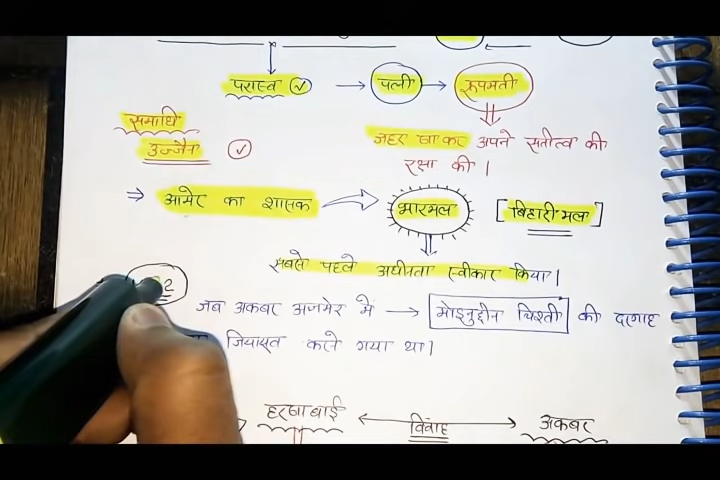 परास्त → पत्नी → रूपमती
समाधि
उज्जैन
जहर खाकर अपने सतीत्व की
रक्षा की।
⇒ आमेर का शासक भारमल [बिहारीमल]
सबसे पहले अधीनता स्वीकार किया।
2
जब अकबर अजमेर में → मोइनुद्दीन चिश्ती की दरगाह
जियारत करने गया था।
हरखाबाई विवाह अकबर